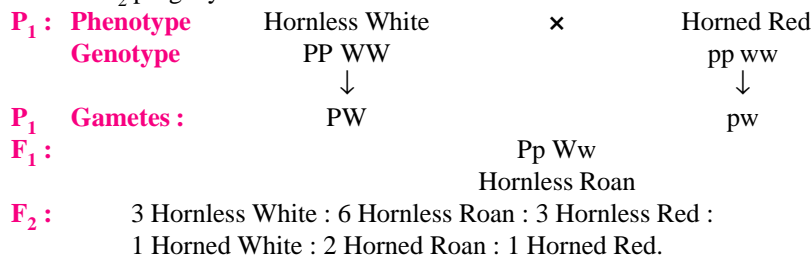 P₁ : Phenotype Hornless White × Horned Red
Genotype PP WW pp ww
↓ ↓
P₁ Gametes : PW pw
F₁ : Pp Ww
Hornless Roan
F₂ : 3 Hornless White : 6 Hornless Roan : 3 Hornless Red :
1 Horned White : 2 Horned Roan : 1 Horned Red.